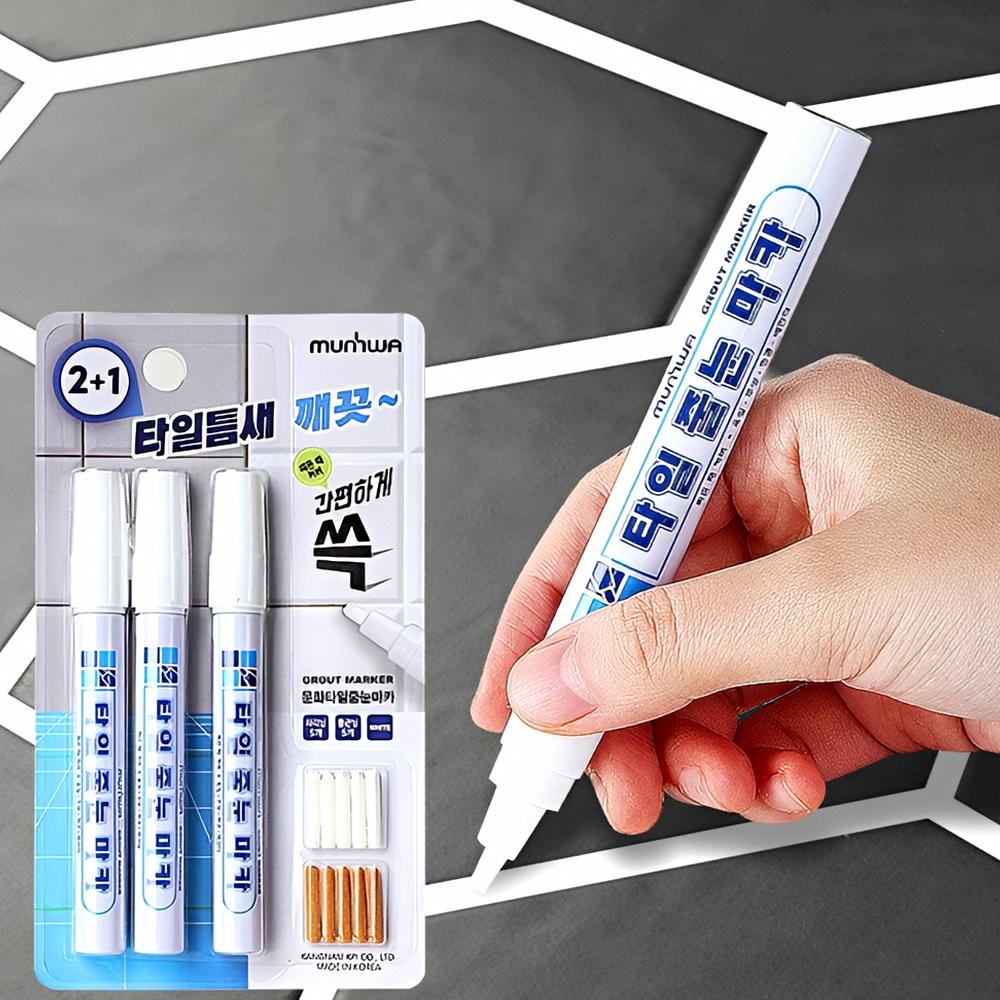 munhwA
2+1
타일틈새 깨끗~
간편하게
쓱
GROUT MARKER
문화타일줄눈마카
MADE IN KOREA
타일 줄눈 마카
타일 줄눈 마카
타일 줄눈 마카
GROUT MARKER
munhwA
타일 줄눈 마카